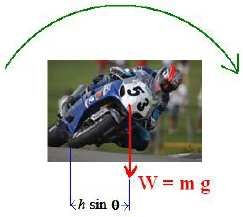 53
W = m g
h sin θ